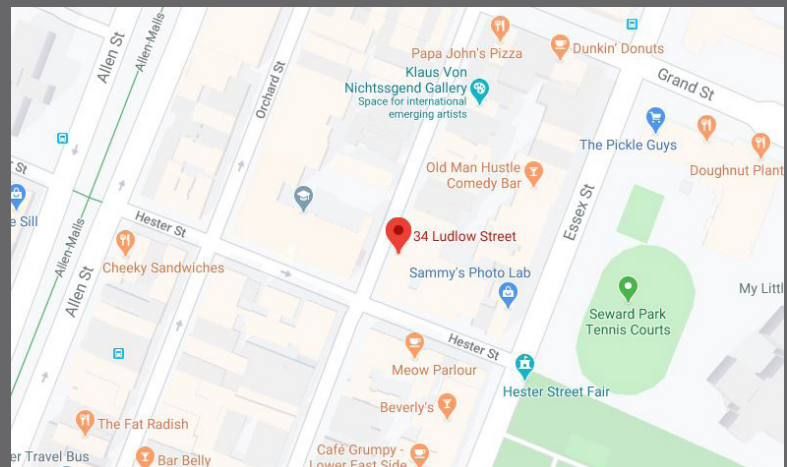 Allen St
Allen-Malls
Orchard St
Papa John's Pizza
Dunkin' Donuts
Klaus Von
Nichtssgend Gallery
Space for international
emerging artists
Grand St
The Pickle Guys
Doughnut Plant
Old Man Hustle
Comedy Bar
Essex St
St
e Sill
Hester St
34 Ludlow Street
Allen-Malls
Cheeky Sandwiches
Allen St
Sammy's Photo Lab
My Littl
Seward Park
Tennis Courts
Hester St
Meow Parlour
Hester Street Fair
Beverly's
The Fat Radish
er Travel Bus
Bar Belly
Café Grumpy -
Lower East Side